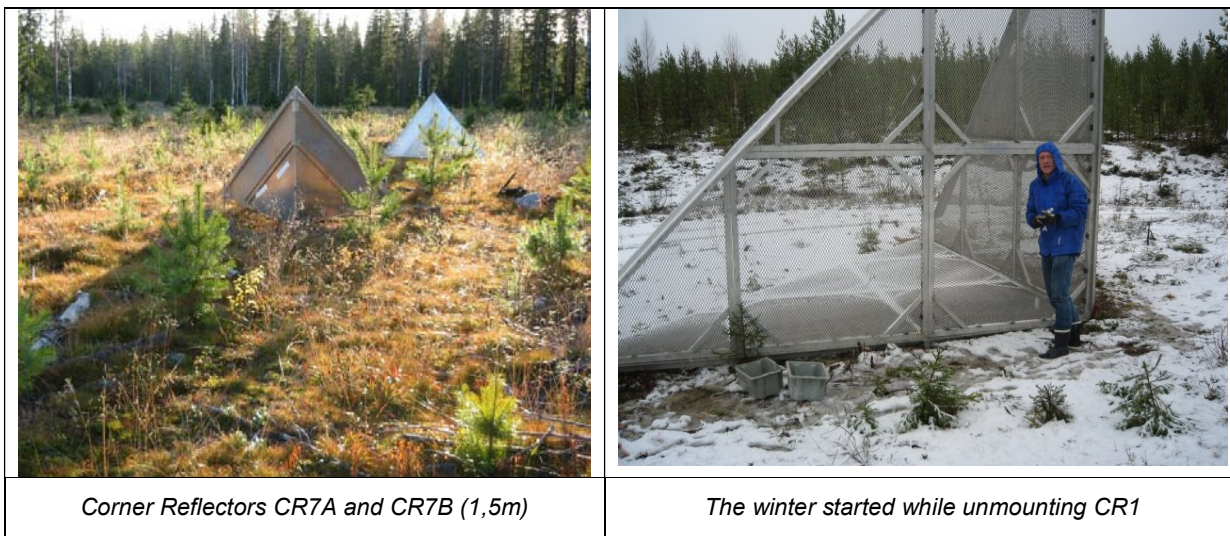 Corner Reflectors CR7A and CR7B (1,5m)
The winter started while unmounting CR1